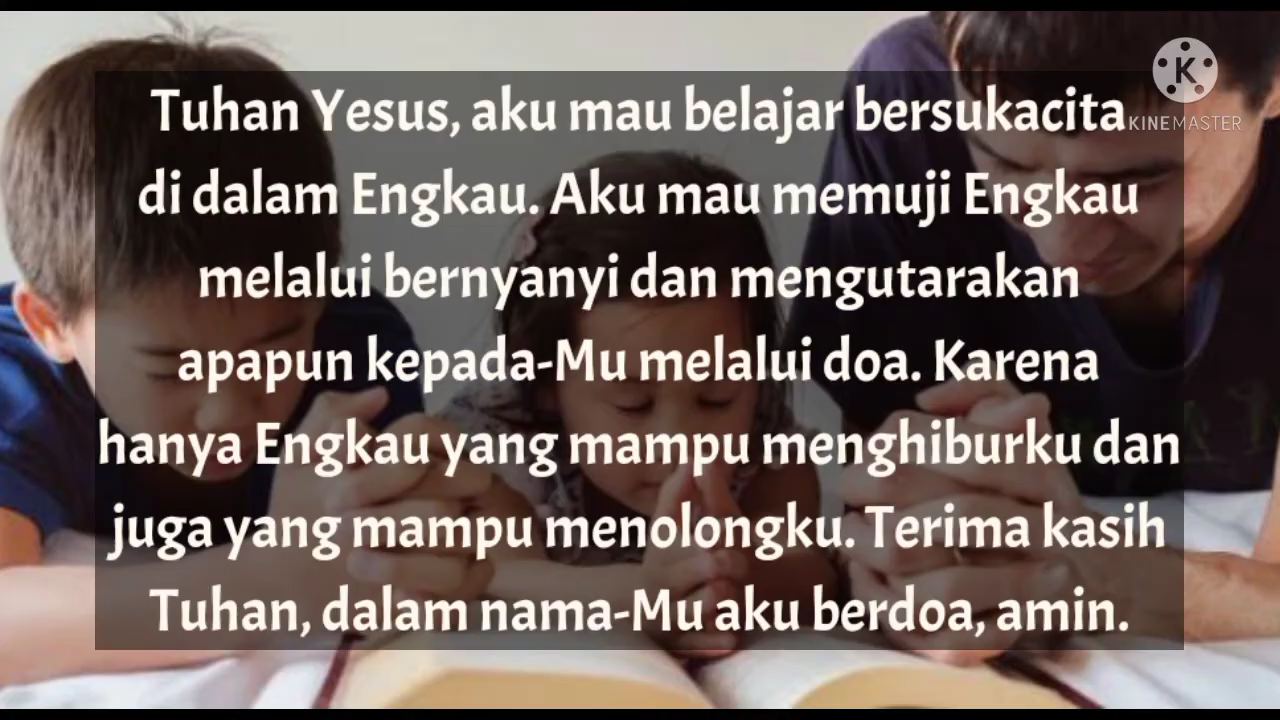 Tuhan Yesus, aku mau belajar bersukacita
di dalam Engkau. Aku mau memuji Engkau
melalui bernyanyi dan mengutarakan
apapun kepada-Mu melalui doa. Karena
hanya Engkau yang mampu menghiburku dan
juga yang mampu menolongku. Terima kasih
Tuhan, dalam nama-Mu aku berdoa, amin.
K
KINEMASTER